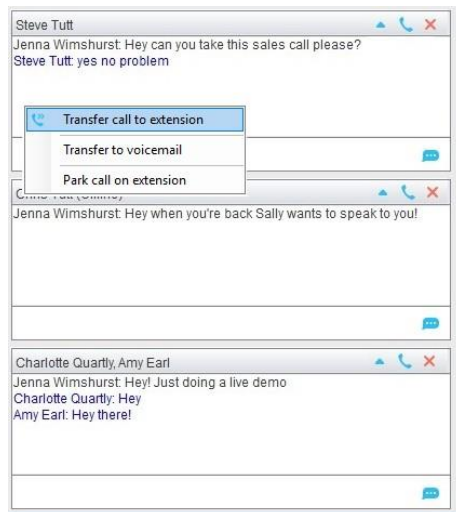 Steve Tutt
Jenna Wimshurst: Hey can you take this sales call please?
Steve Tutt: yes no problem
Transfer call to extension
Transfer to voicemail
Park call on extension
Jenna Wimshurst: Hey when you're back Sally wants to speak to you!
Charlotte Quartly, Amy Earl
Jenna Wimshurst: Hey! Just doing a live demo
Charlotte Quartly: Hey
Amy Earl: Hey there!